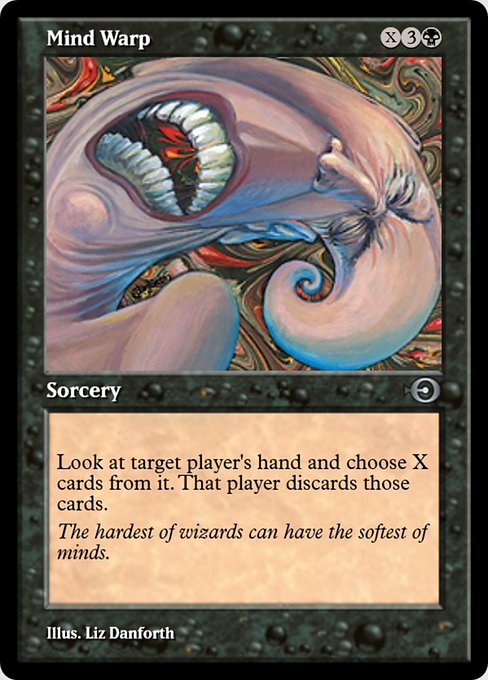 Mind Warp X3
Sorcery
Look at target player's hand and choose X
cards from it. That player discards those
cards.
The hardest of wizards can have the softest of
minds.
Illus. Liz Danforth